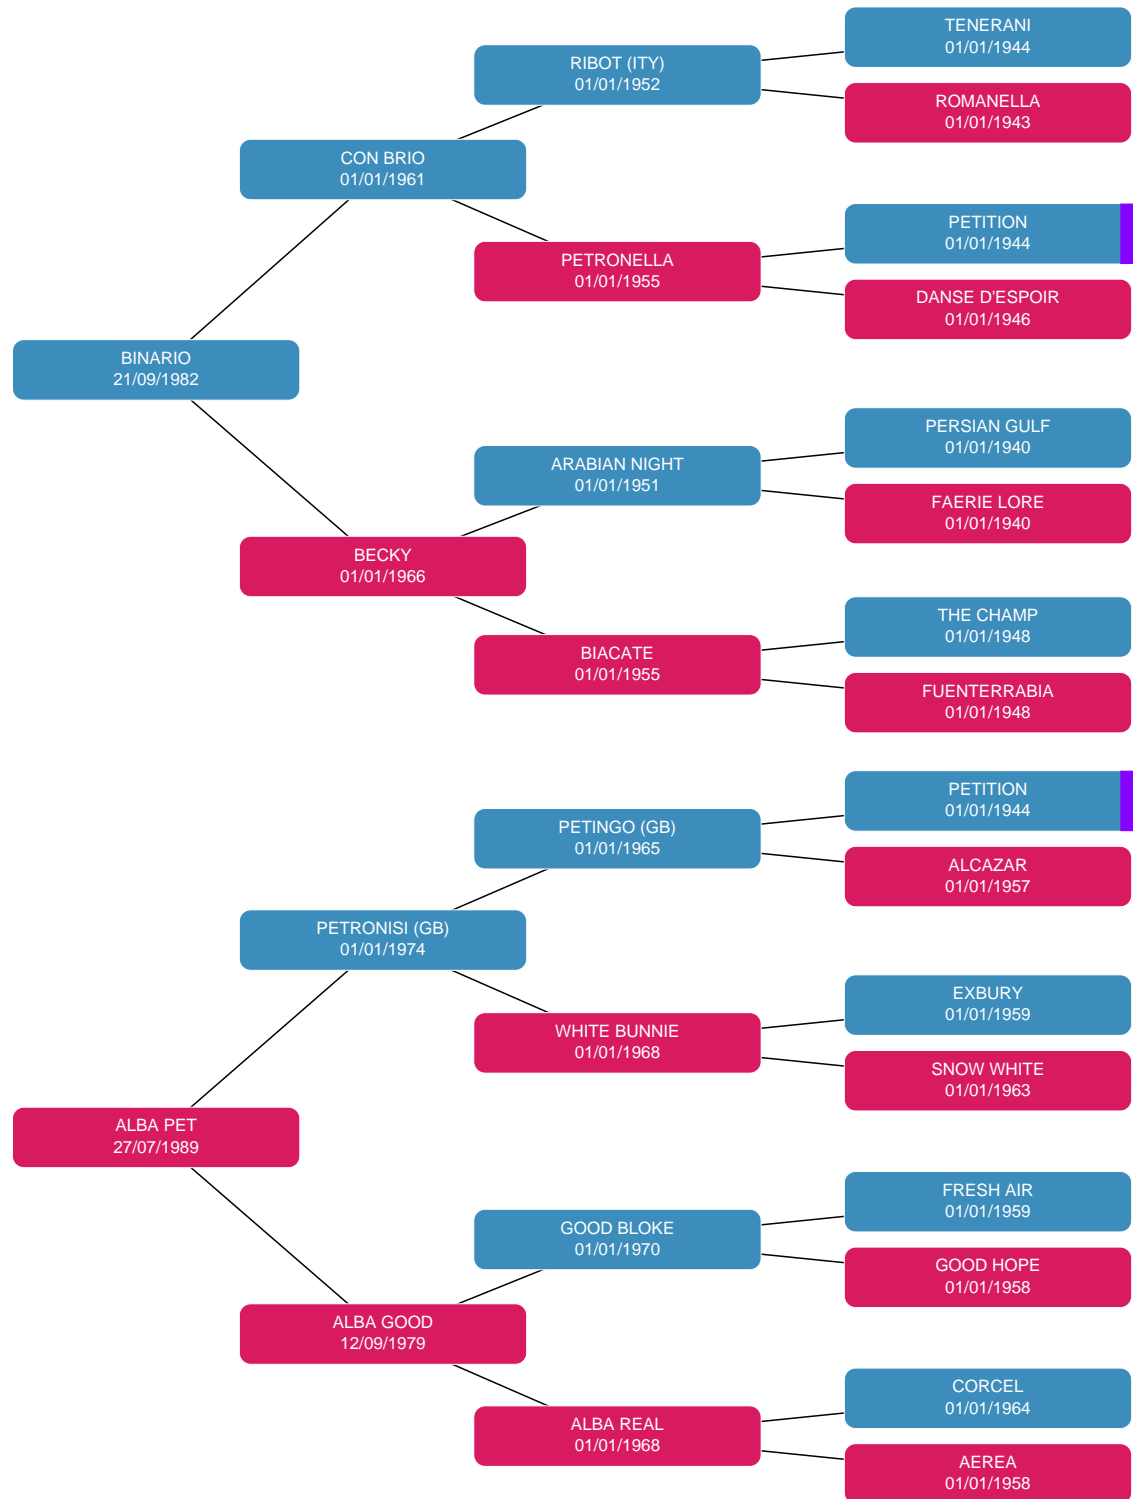 TENERANI
01/01/1944
RIBOT (ITY)
01/01/1952
ROMANELLA
01/01/1943
CON BRIO
01/01/1961
PETITION
01/01/1944
PETRONELLA
01/01/1955
DANSE D'ESPOIR
01/01/1946
BINARIO
21/09/1982
PERSIAN GULF
01/01/1940
ARABIAN NIGHT
01/01/1951
FAERIE LORE
01/01/1940
BECKY
01/01/1966
THE CHAMP
01/01/1948
BIACATE
01/01/1955
FUENTERRABIA
01/01/1948
PETITION
01/01/1944
PETINGO (GB)
01/01/1965
ALCAZAR
01/01/1957
PETRONISI (GB)
01/01/1974
EXBURY
01/01/1959
WHITE BUNNIE
01/01/1968
SNOW WHITE
01/01/1963
ALBA PET
27/07/1989
FRESH AIR
01/01/1959
GOOD BLOKE
01/01/1970
GOOD HOPE
01/01/1958
ALBA GOOD
12/09/1979
CORCEL
01/01/1964
ALBA REAL
01/01/1968
AEREA
01/01/1958